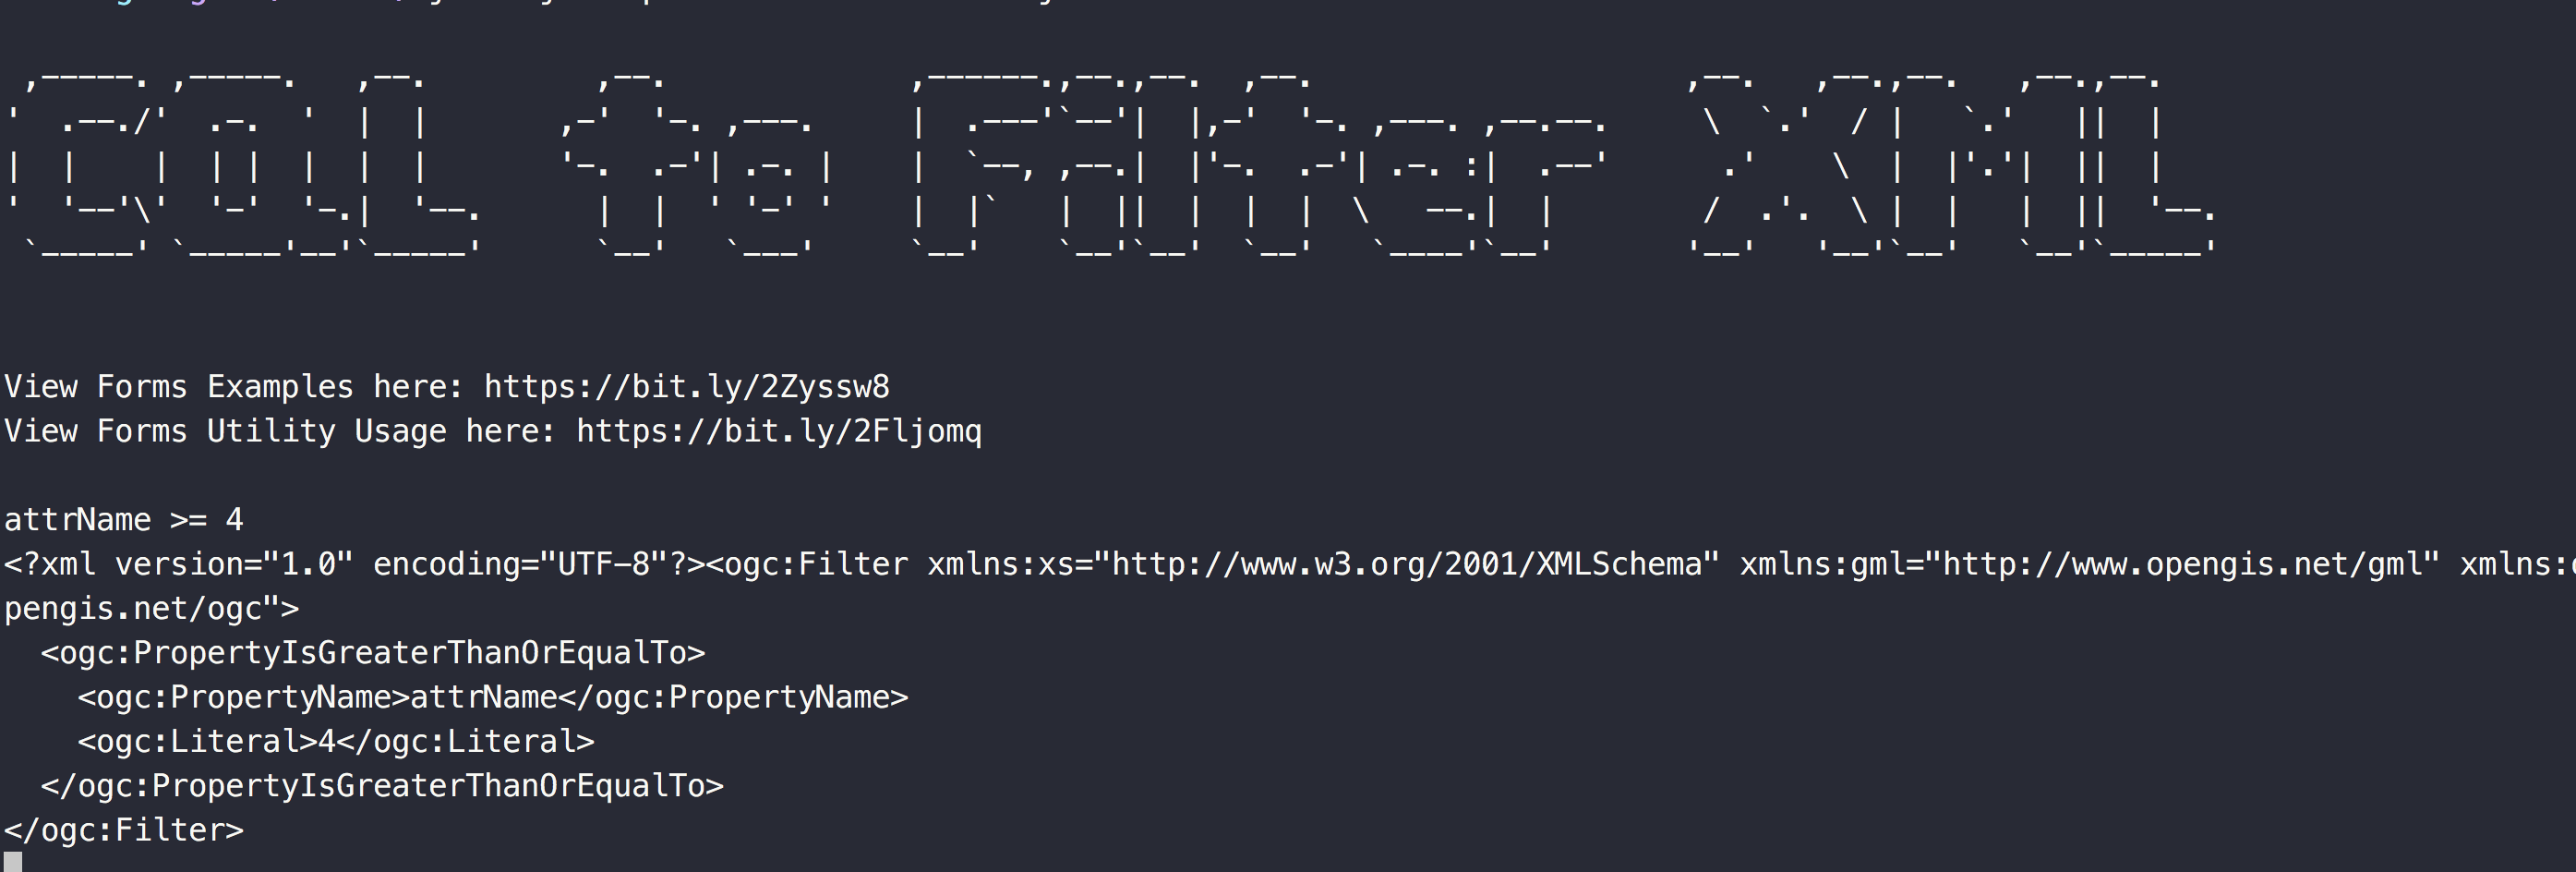 CQL to Filter XML
View Forms Examples here: https://bit.ly/2Zyssw8
View Forms Utility Usage here: https://bit.ly/2Fljomq
attrName >= 4
<?xml version="1.0" encoding="UTF-8"?><ogc:Filter xmlns:xs="http://www.w3.org/2001/XMLSchema" xmlns:gml="http://www.opengis.net/gml" xmlns:
pengis.net/ogc">
  <ogc:PropertyIsGreaterThanOrEqualTo>
    <ogc:PropertyName>attrName</ogc:PropertyName>
    <ogc:Literal>4</ogc:Literal>
  </ogc:PropertyIsGreaterThanOrEqualTo>
</ogc:Filter>